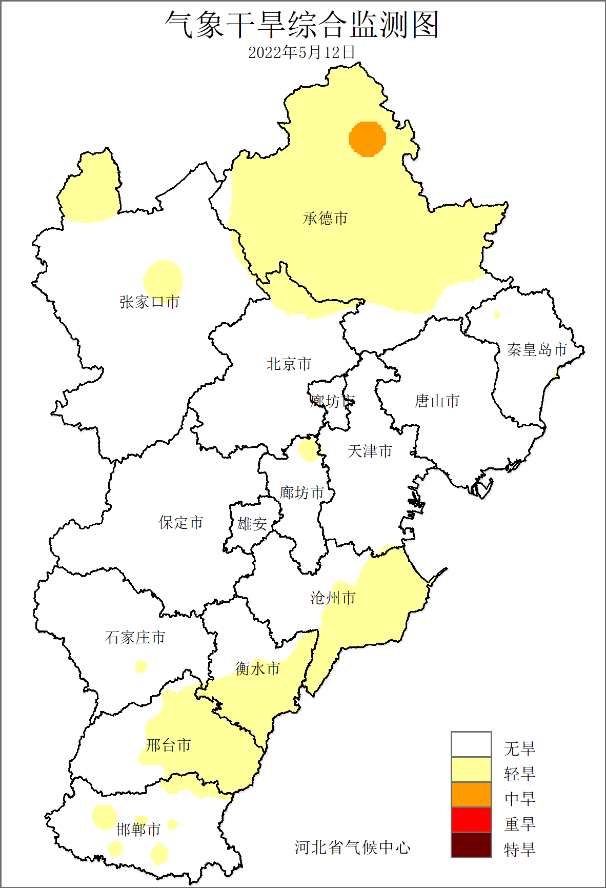 气象干旱综合监测图
2022年5月12日
承德市
张家口市
秦皇岛市
北京市
廊坊市
唐山市
天津市
廊坊市
保定市
雄安
沧州市
石家庄市
衡水市
邢台市
无旱
轻旱
中旱
重旱
特旱
邯郸市
河北省气候中心